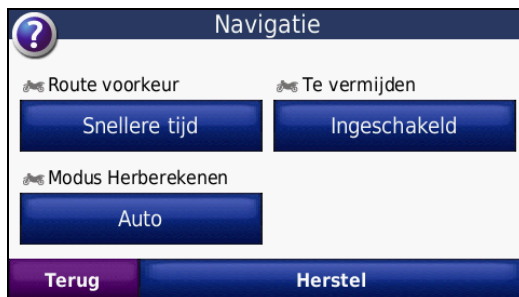 ?
Navigatie
Route voorkeur
Te vermijden
Snellere tijd
Ingeschakeld
Modus Herberekenen
Auto
Terug
Herstel